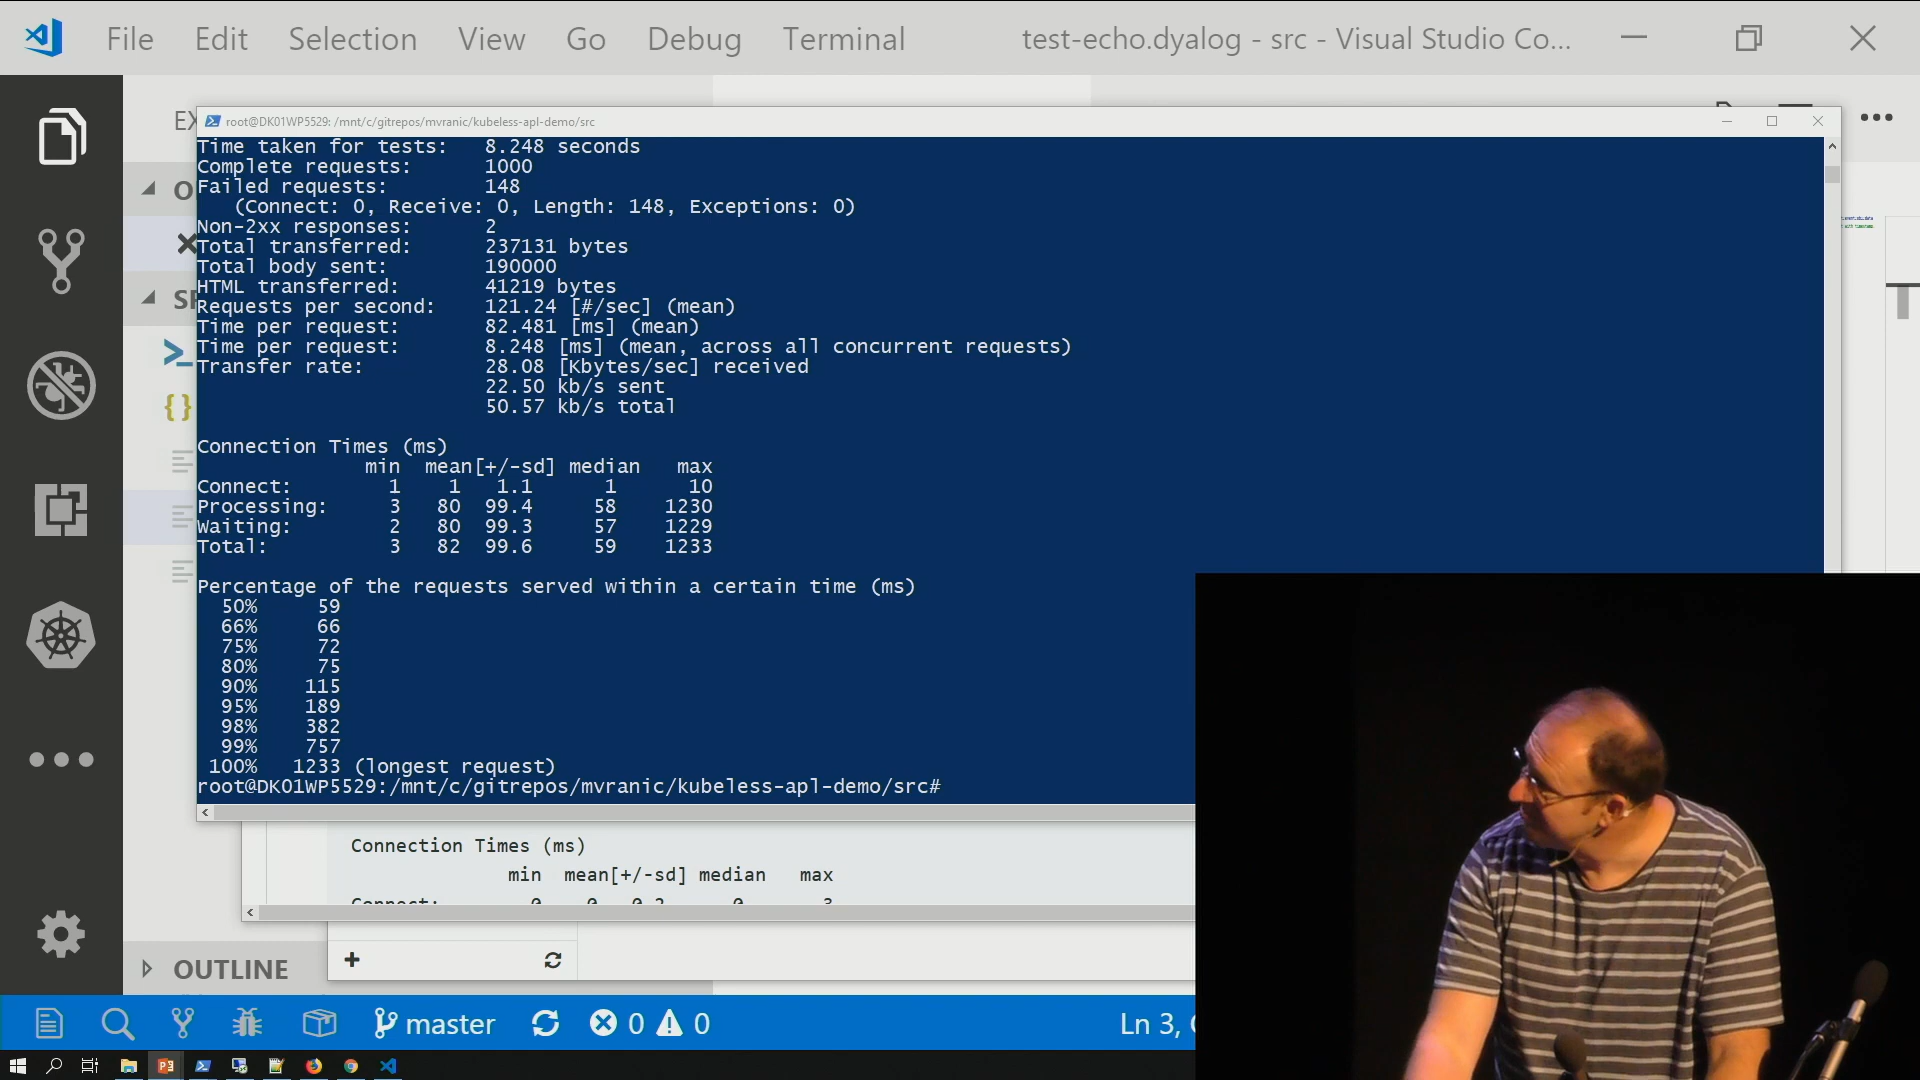 File Edit Selection View Go Debug Terminal test-echo.dyalog - src - Visual Studio Co...
root@DK01WP5529: /mnt/c/gitrepos/mvranic/kubeless-apl-demo/src
Time taken for tests: 8.248 seconds
Complete requests: 1000
Failed requests: 148
(Connect: 0, Receive: 0, Length: 148, Exceptions: 0)
Non-2xx responses: 2
Total transferred: 237131 bytes
Total body sent: 190000
HTML transferred: 41219 bytes
Requests per second: 121.24 [#/sec] (mean)
Time per request: 82.481 [ms] (mean)
Time per request: 8.248 [ms] (mean, across all concurrent requests)
Transfer rate: 28.08 [Kbytes/sec] received
22.50 kb/s sent
50.57 kb/s total
Connection Times (ms)
min mean[+/-sd] median max
Connect: 1 1 1.1 1 10
Processing: 3 80 99.4 58 1230
Waiting: 2 80 99.3 57 1229
Total: 3 82 99.6 59 1233
Percentage of the requests served within a certain time (ms)
50% 59
66% 66
75% 72
80% 75
90% 115
95% 189
98% 382
99% 757
100% 1233 (longest request)
root@DK01WP5529:/mnt/c/gitrepos/mvranic/kubeless-apl-demo/src#
Connection Times (ms)
min mean[+/-sd] median max
OUTLINE
master 0 0 Ln 3,